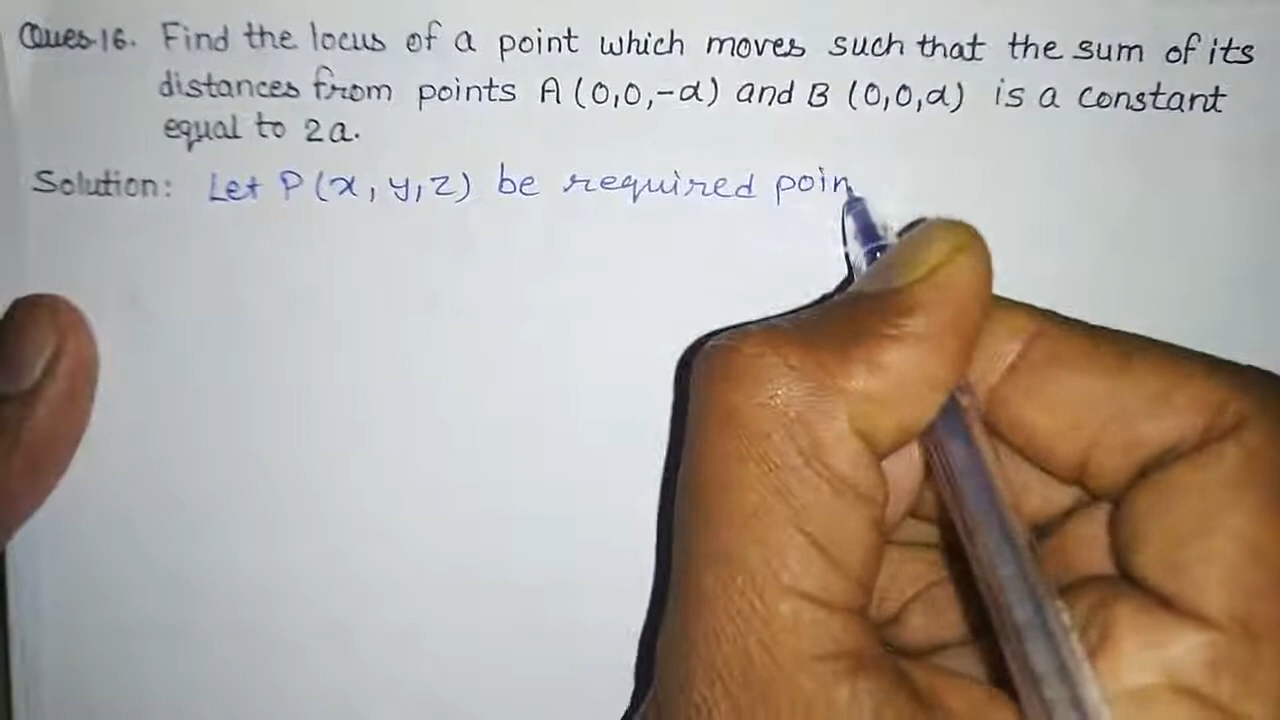 Ques.16. Find the locus of a point which moves such that the sum of its
distances from points A (0,0,-α) and B (0,0,α) is a constant
equal to 2a.
Solution: Let P(x, y, z) be required poin